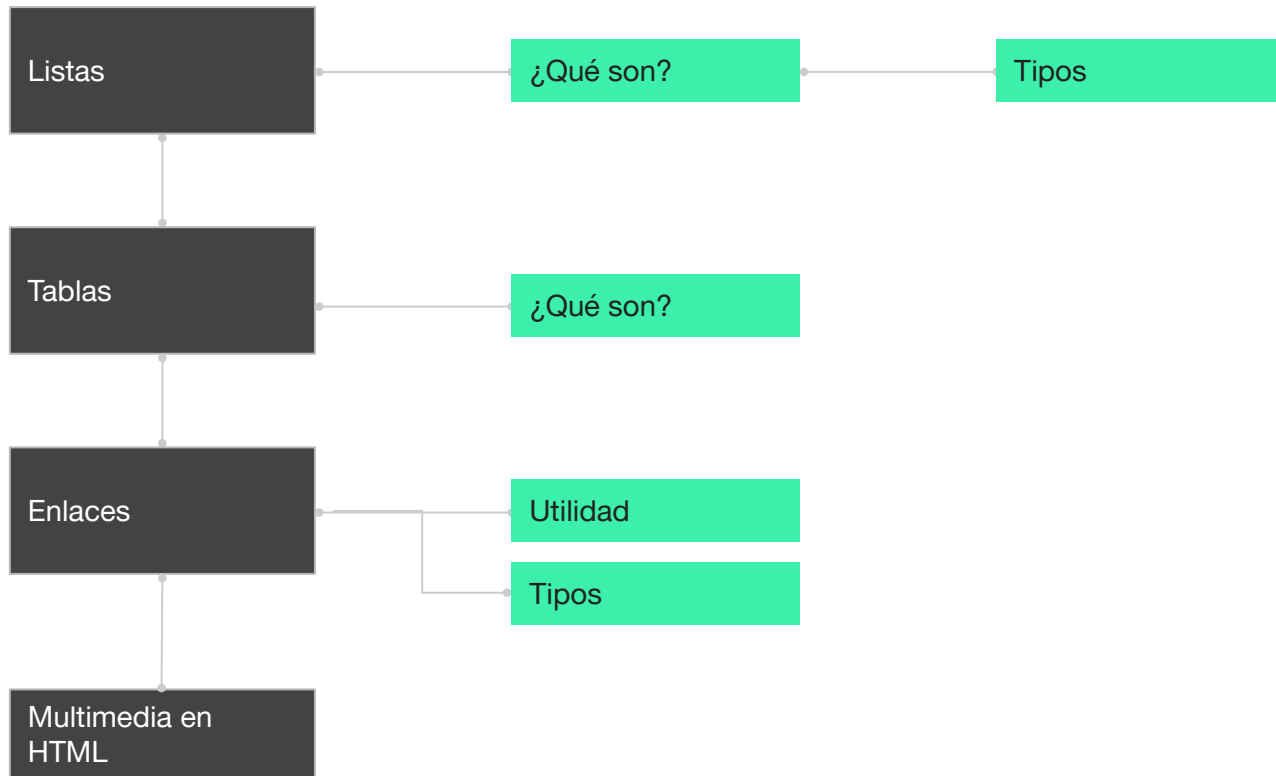 Listas
¿Qué son?
Tipos
Tablas
¿Qué son?
Enlaces
Utilidad
Tipos
Multimedia en
HTML